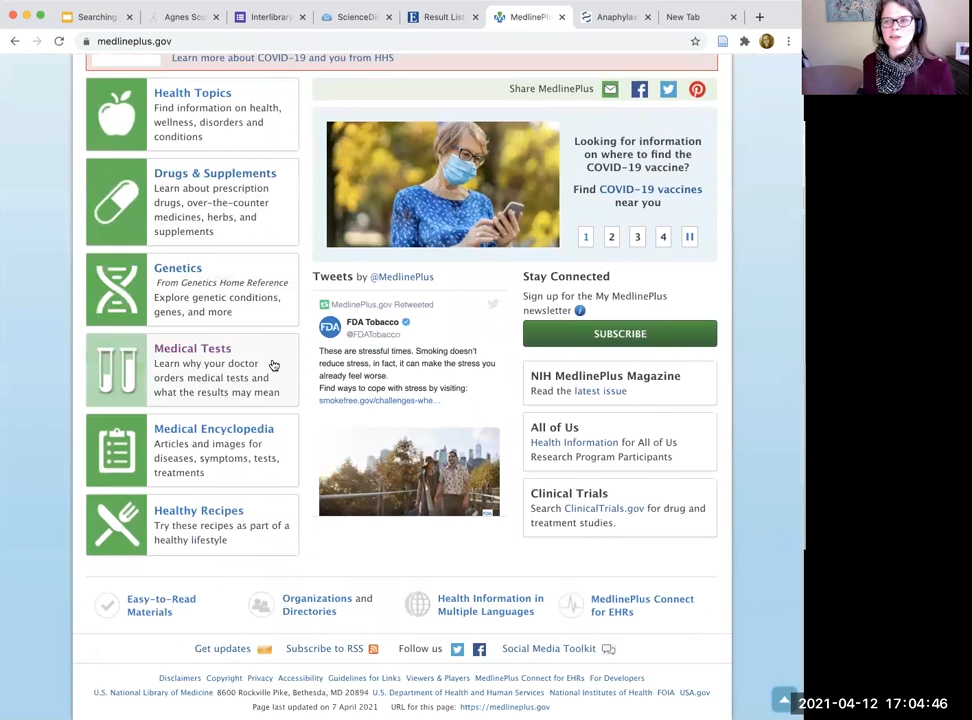 Searching
Agnes Sco
Interlibrary
ScienceDi
Result List
MedlinePl
Anaphylax
New Tab
medlineplus.gov
Learn more about COVID-19 and you from HHS
Health Topics
Find information on health,
wellness, disorders and
conditions
Drugs & Supplements
Learn about prescription
drugs, over-the-counter
medicines, herbs, and
supplements
Genetics
From Genetics Home Reference
Explore genetic conditions,
genes, and more
Medical Tests
Learn why your doctor
orders medical tests and
what the results may mean
Medical Encyclopedia
Articles and images for
diseases, symptoms, tests,
treatments
Healthy Recipes
Try these recipes as part of a
healthy lifestyle
Share MedlinePlus
Looking for information
on where to find the
COVID-19 vaccine?
Find COVID-19 vaccines
near you
1 2 3 4
Tweets by @MedlinePlus
MedlinePlus.gov Retweeted
FDA
FDA Tobacco
@FDATobacco
These are stressful times. Smoking doesn't
reduce stress, in fact, it can make the stress you
already feel worse.
Find ways to cope with stress by visiting:
smokefree.gov/challenges-whe…
FDA
Stay Connected
Sign up for the My MedlinePlus
newsletter
SUBSCRIBE
NIH MedlinePlus Magazine
Read the latest issue
All of Us
Health Information for All of Us
Research Program Participants
Clinical Trials
Search ClinicalTrials.gov for drug and
treatment studies.
Easy-to-Read
Materials
Organizations and
Directories
Health Information in
Multiple Languages
MedlinePlus Connect
for EHRs
Get updates
Subscribe to RSS
Follow us
Social Media Toolkit
Disclaimers Copyright Privacy Accessibility Guidelines for Links Viewers & Players MedlinePlus Connect for EHRs For Developers
U.S. National Library of Medicine 8600 Rockville Pike, Bethesda, MD 20894 U.S. Department of Health and Human Services National Institutes of Health FOIA USA.gov
Page last updated on 7 April 2021 URL for this page: https://medlineplus.gov
2021-04-12 17:04:46